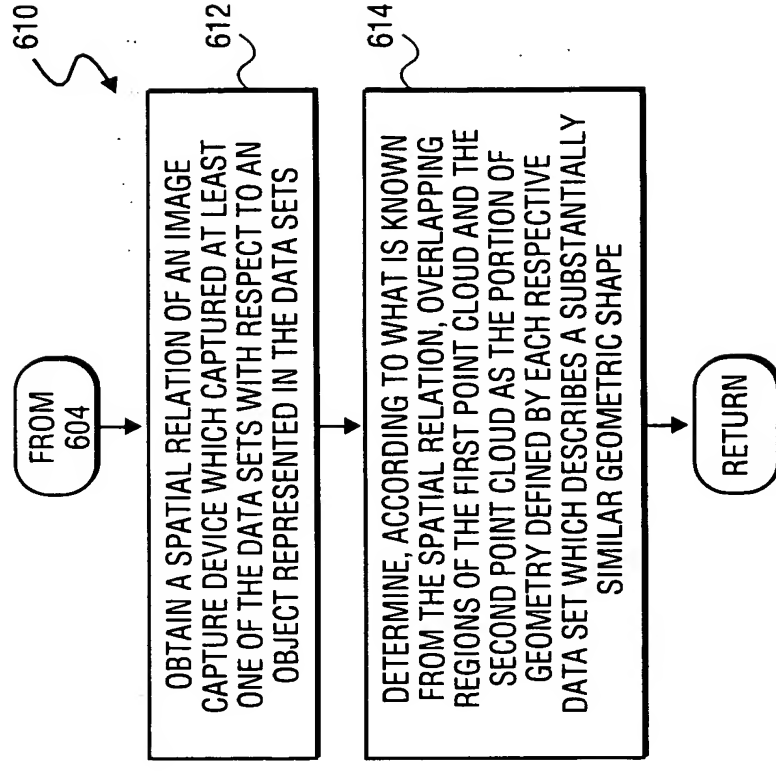 610
FROM
604
612
OBTAIN A SPATIAL RELATION OF AN IMAGE
CAPTURE DEVICE WHICH CAPTURED AT LEAST
ONE OF THE DATA SETS WITH RESPECT TO AN
OBJECT REPRESENTED IN THE DATA SETS
614
DETERMINE, ACCORDING TO WHAT IS KNOWN
FROM THE SPATIAL RELATION, OVERLAPPING
REGIONS OF THE FIRST POINT CLOUD AND THE
SECOND POINT CLOUD AS THE PORTION OF
GEOMETRY DEFINED BY EACH RESPECTIVE
DATA SET WHICH DESCRIBES A SUBSTANTIALLY
SIMILAR GEOMETRIC SHAPE
RETURN